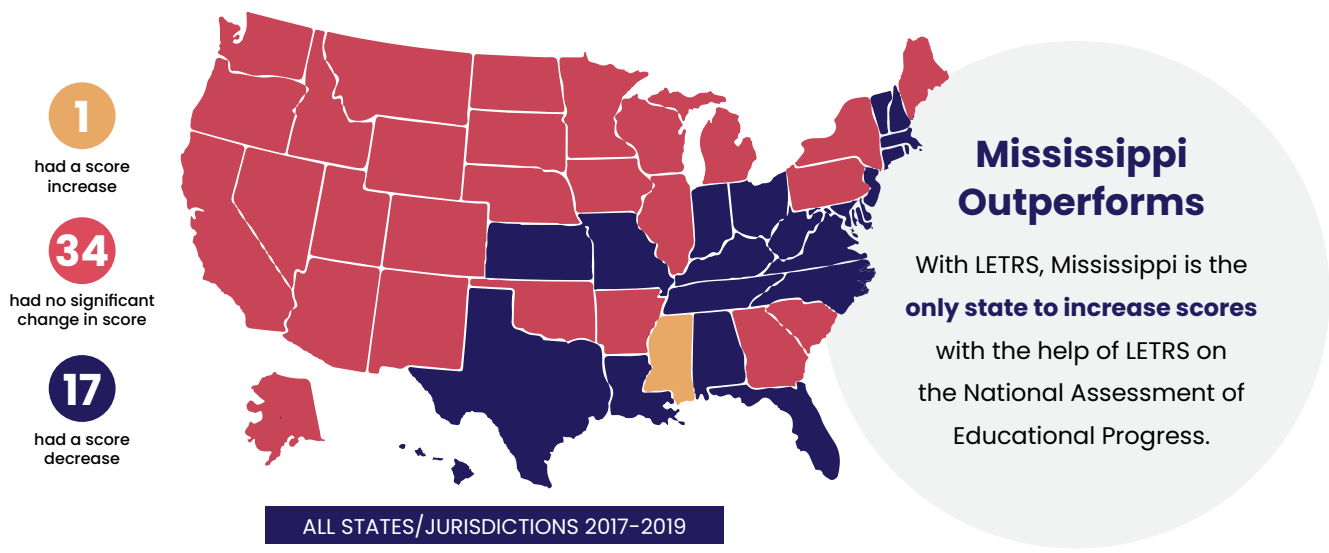 1
had a score
increase
34
had no significant
change in score
17
had a score
decrease
ALL STATES/JURISDICTIONS 2017-2019
Mississippi
Outperforms
With LETRS, Mississippi is the
only state to increase scores
with the help of LETRS on
the National Assessment of
Educational Progress.